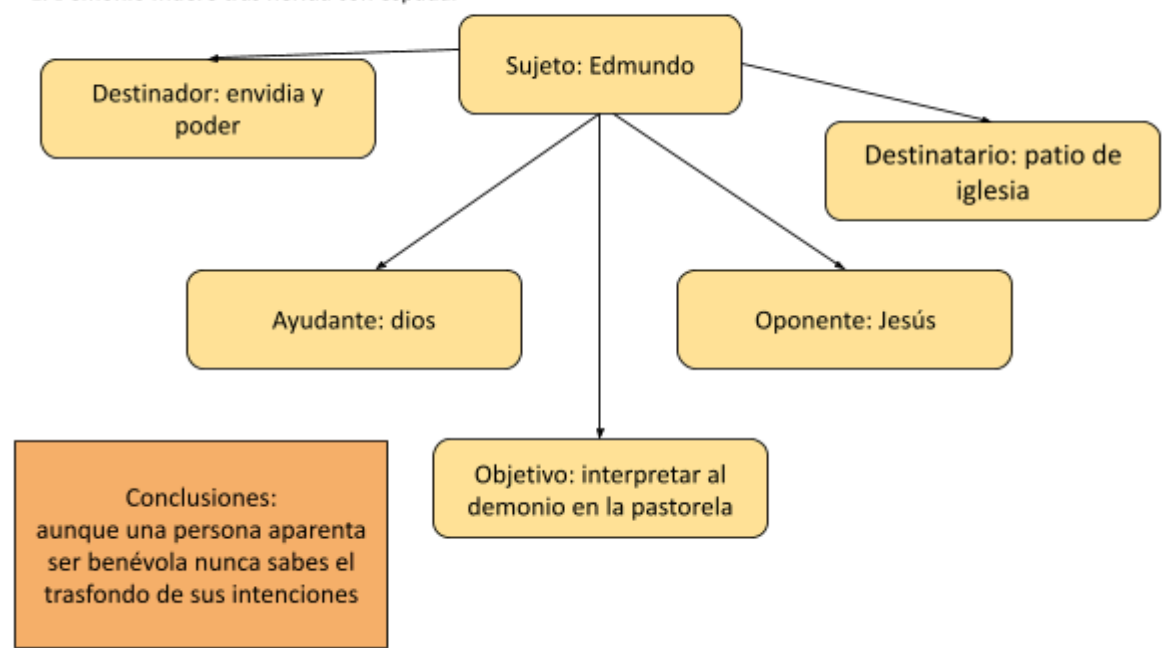 Sujeto: Edmundo
Destinador: envidia y
poder
Destinatario: patio de
iglesia
Ayudante: dios
Oponente: Jesús
Objetivo: interpretar al
demonio en la pastorela
Conclusiones:
aunque una persona aparenta
ser benévola nunca sabes el
trasfondo de sus intenciones